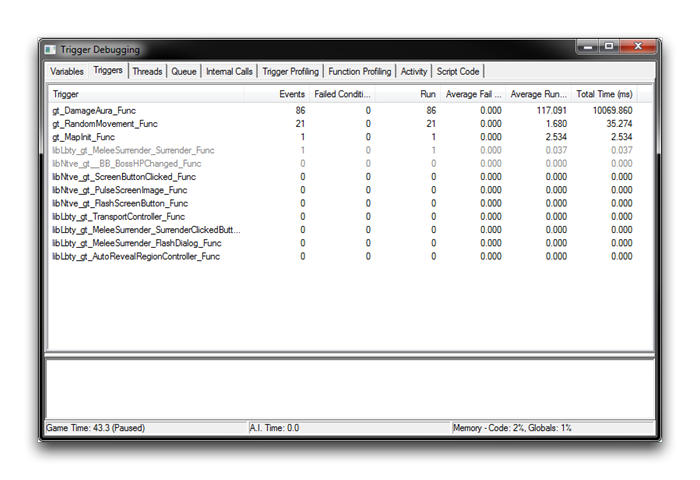 Trigger Debugging
Variables Triggers Threads Queue Internal Calls Trigger Profiling Function Profiling Activity Script Code
Trigger Events Failed Conditi... Run Average Fail ... Average Run... Total Time (ms)
gt_DamageAura_Func 86 0 86 0.000 117.091 10069.860
gt_RandomMovement_Func 21 0 21 0.000 1.680 35.274
gt_MapInit_Func 1 0 1 0.000 2.534 2.534
libLbty_gt_MeleeSurrender_Surrender_Func 1 0 1 0.000 0.037 0.037
libNtve_gt__BB_BossHPChanged_Func 0 0 0 0.000 0.000 0.000
libNtve_gt_ScreenButtonClicked_Func 0 0 0 0.000 0.000 0.000
libNtve_gt_PulseScreenImage_Func 0 0 0 0.000 0.000 0.000
libNtve_gt_FlashScreenButton_Func 0 0 0 0.000 0.000 0.000
libLbty_gt_TransportController_Func 0 0 0 0.000 0.000 0.000
libLbty_gt_MeleeSurrender_SurrenderClickedButt... 0 0 0 0.000 0.000 0.000
libLbty_gt_MeleeSurrender_FlashDialog_Func 0 0 0 0.000 0.000 0.000
libLbty_gt_AutoRevealRegionController_Func 0 0 0 0.000 0.000 0.000
Game Time: 43.3 (Paused) A.I. Time: 0.0 Memory - Code: 2%, Globals: 1%